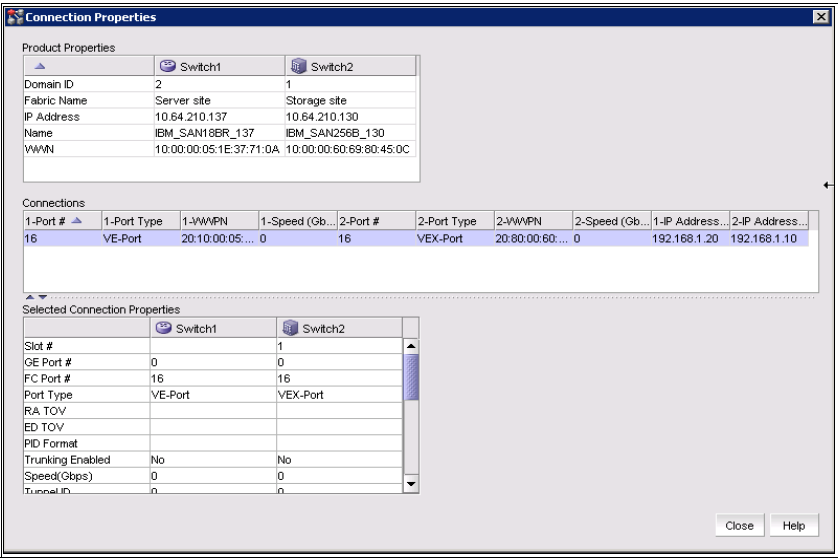 Connection Properties
Product Properties
Switch1 Switch2
Domain ID 2 1
Fabric Name Server site Storage site
IP Address 10.64.210.137 10.64.210.130
Name IBM_SAN18BR_137 IBM_SAN256B_130
WWN 10:00:00:05:1E:37:71:0A 10:00:00:60:69:80:45:0C
Connections
1-Port # 1-Port Type 1-WWPN 1-Speed (Gb... 2-Port # 2-Port Type 2-WWPN 2-Speed (Gb... 1-IP Address... 2-IP Address...
16 VE-Port 20:10:00:05:... 0 16 VEX-Port 20:80:00:60:... 0 192.168.1.20 192.168.1.10
Selected Connection Properties
Switch1 Switch2
Slot # 1
GE Port # 0 0
FC Port # 16 16
Port Type VE-Port VEX-Port
RA TOV
ED TOV
PID Format
Trunking Enabled No No
Speed(Gbps) 0 0
Tunnel ID 0 0
Close Help